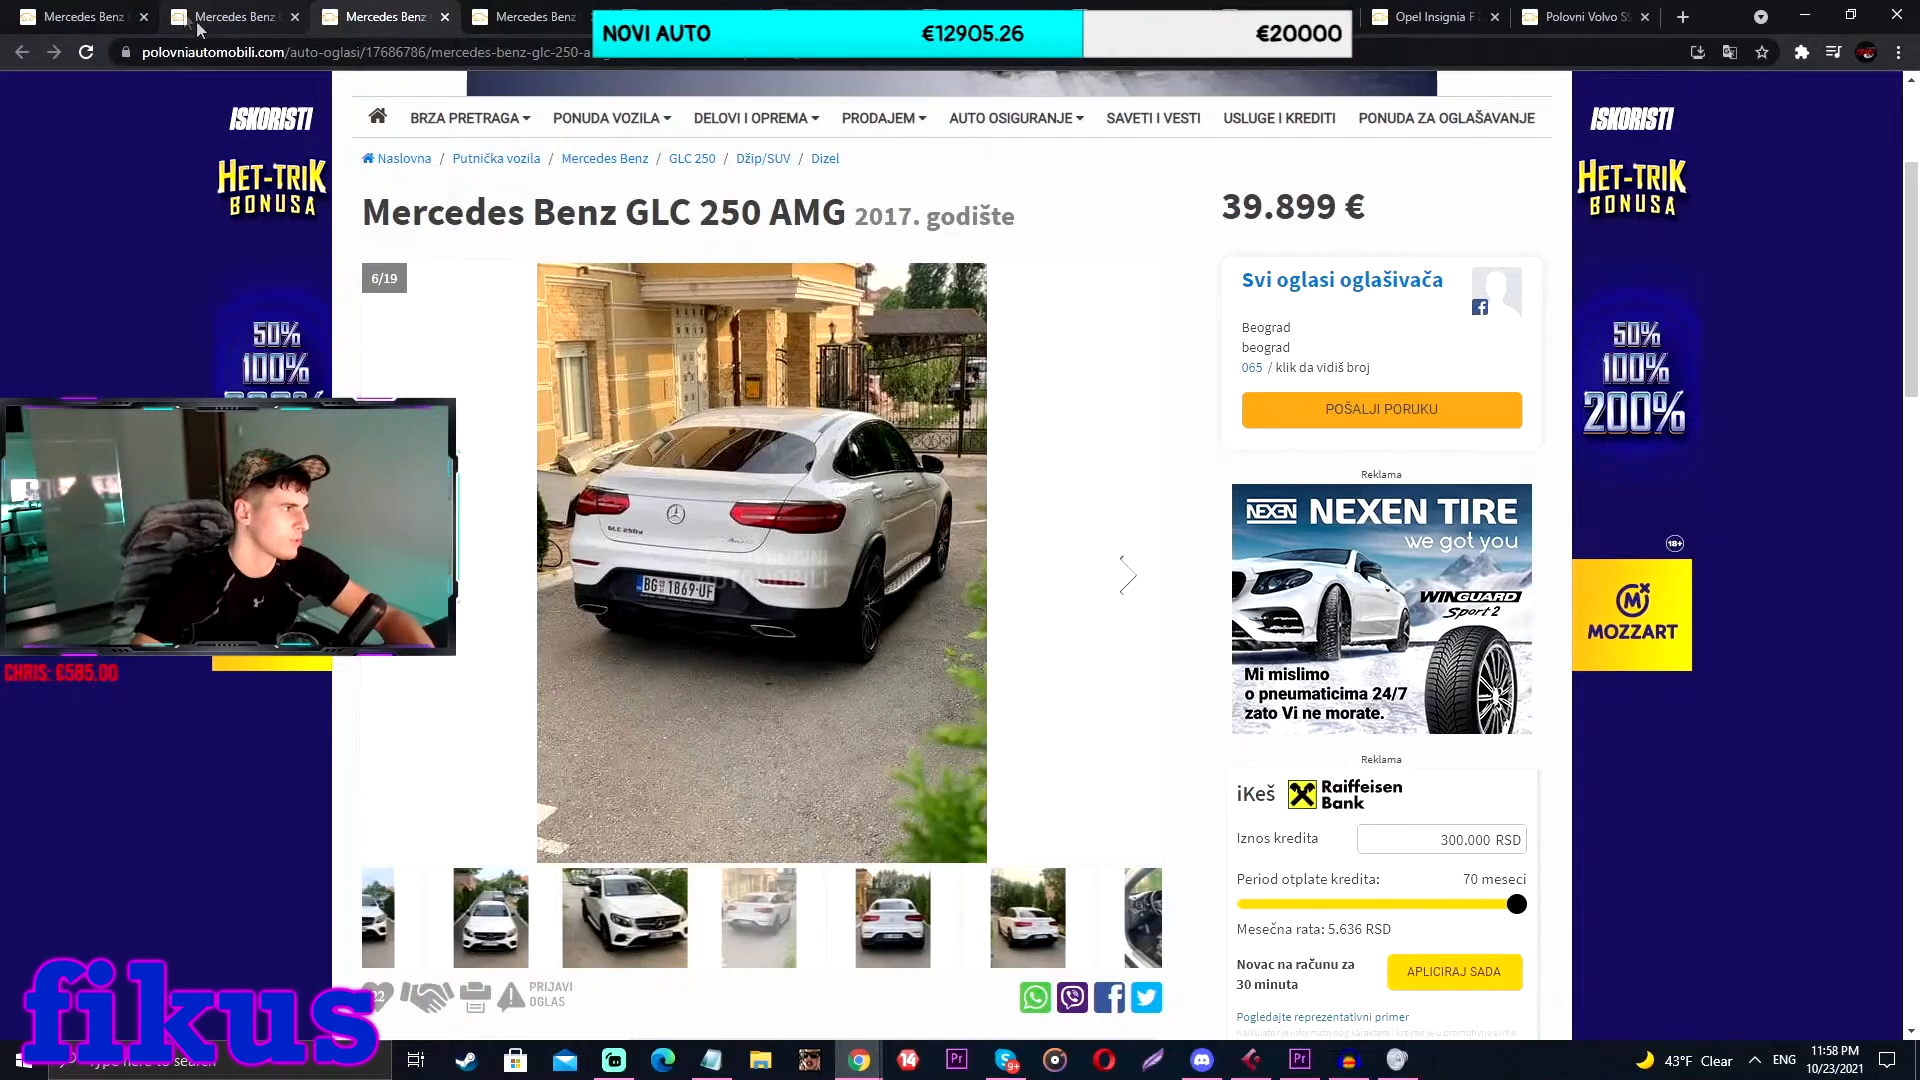 Mercedes Benz
Mercedes Benz
Mercedes Benz
Mercedes Benz
Opel Insignia
Polovni Volvo
NOVI AUTO €12905.26 €20000
polovniautomobili.com/auto-oglasi/17686786/mercedes-benz-glc-250-a
BRZA PRETRAGA PONUDA VOZILA DELOVI I OPREMA PRODAJEM AUTO OSIGURANJE SAVETI I VESTI USLUGE I KREDITI PONUDA ZA OGLAŠAVANJE
Naslovna / Putnička vozila / Mercedes Benz / GLC 250 / Džip/SUV / Dizel
Mercedes Benz GLC 250 AMG 2017. godište
39.899 €
ISKORISTI
HET-TRIK
BONUSA
50%
100%
6/19
GLC 250d
BG 1869-UF
Svi oglasi oglašivača
Beograd
beograd
065 / klik da vidiš broj
POŠALJI PORUKU
Reklama
NEXEN NEXEN TIRE
we got you
WINGUARD
Sport 2
Mi mislimo
o pneumaticima 24/7
zato Vi ne morate.
Reklama
iKeš Raiffeisen
Bank
Iznos kredita 300.000 RSD
Period otplate kredita: 70 meseci
Mesečna rata: 5.636 RSD
Novac na računu za
30 minuta
APLICIRAJ SADA
Pogledajte reprezentativni primer
ISKORISTI
HET-TRIK
BONUSA
50%
100%
200%
18+
MOZZART
CHRIS: €585.00
PRIJAVI
OGLAS
fikus
43°F Clear
ENG
11:58 PM
10/23/2021